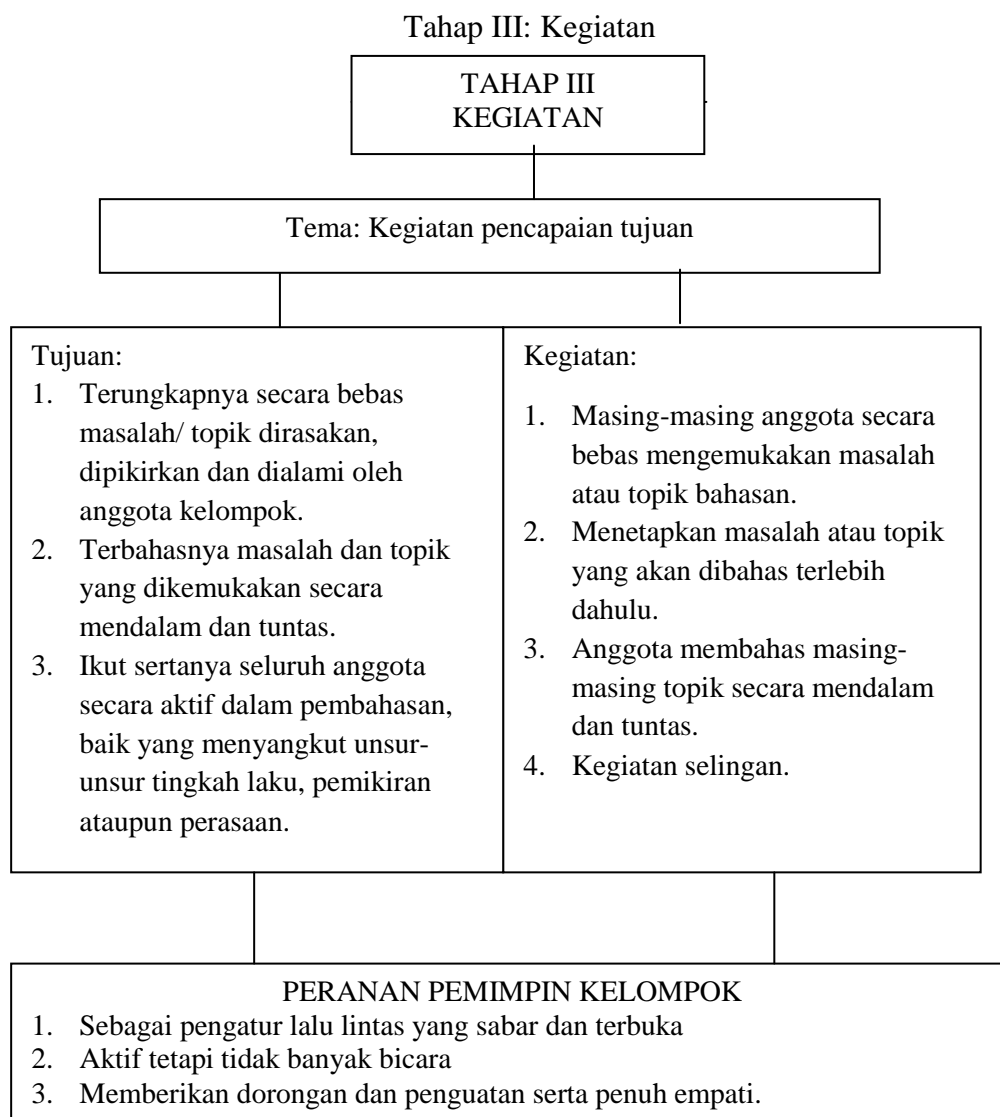 Tahap III: Kegiatan
TAHAP III
KEGIATAN
Tema: Kegiatan pencapaian tujuan
Tujuan:
1. Terungkapnya secara bebas
masalah/ topik dirasakan,
dipikirkan dan dialami oleh
anggota kelompok.
2. Terbahasnya masalah dan topik
yang dikemukakan secara
mendalam dan tuntas.
3. Ikut sertanya seluruh anggota
secara aktif dalam pembahasan,
baik yang menyangkut unsur-
unsur tingkah laku, pemikiran
ataupun perasaan.
Kegiatan:
1. Masing-masing anggota secara
bebas mengemukakan masalah
atau topik bahasan.
2. Menetapkan masalah atau topik
yang akan dibahas terlebih
dahulu.
3. Anggota membahas masing-
masing topik secara mendalam
dan tuntas.
4. Kegiatan selingan.
PERANAN PEMIMPIN KELOMPOK
1. Sebagai pengatur lalu lintas yang sabar dan terbuka
2. Aktif tetapi tidak banyak bicara
3. Memberikan dorongan dan penguatan serta penuh empati.